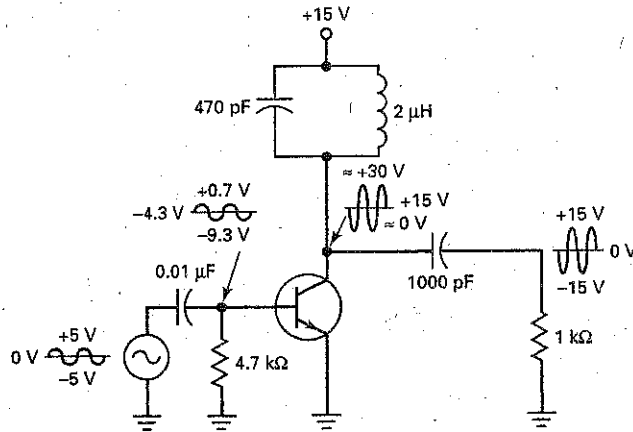 +15 V
470 pF
2 µH
≈ +30 V
+15 V
≈ 0 V
+0.7 V
-4.3 V
-9.3 V
+15 V
0 V
-15 V
0.01 µF
1000 pF
+5 V
0 V
-5 V
4.7 kΩ
1 kΩ